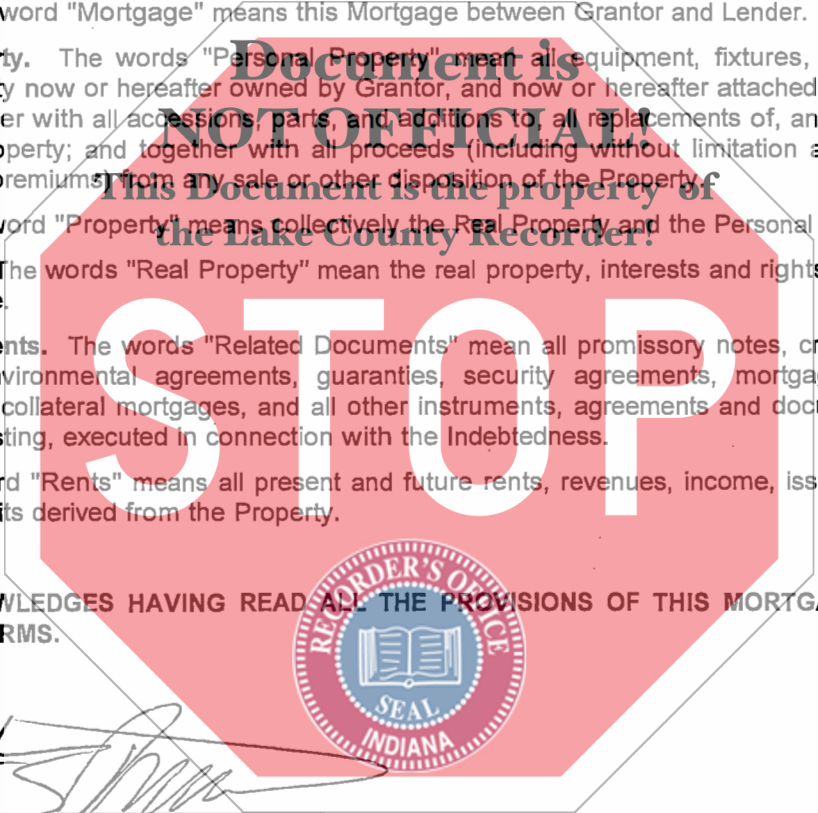 word "Mortgage" means this Mortgage between Grantor and Lender.
ty. The words "Personal Property" mean all equipment, fixtures,
y now or hereafter owned by Grantor, and now or hereafter attached
er with all accessions, parts, and additions to, all replacements of, an
operty; and together with all proceeds (including without limitation a
premiums) from any sale or other disposition of the Property.
word "Property" means collectively the Real Property and the Personal
The words "Real Property" mean the real property, interests and rights
e.
ents. The words "Related Documents" mean all promissory notes, cr
vironmental agreements, guaranties, security agreements, mortga
collateral mortgages, and all other instruments, agreements and doc
sting, executed in connection with the Indebtedness.
rd "Rents" means all present and future rents, revenues, income, iss
its derived from the Property.
WLEDGES HAVING READ ALL THE PROVISIONS OF THIS MORTGA
RMS.
Document is
NOT OFFICIAL!
This Document is the property of
the Lake County Recorder!
STOP
RECORDER'S OFFICE
SEAL
INDIANA